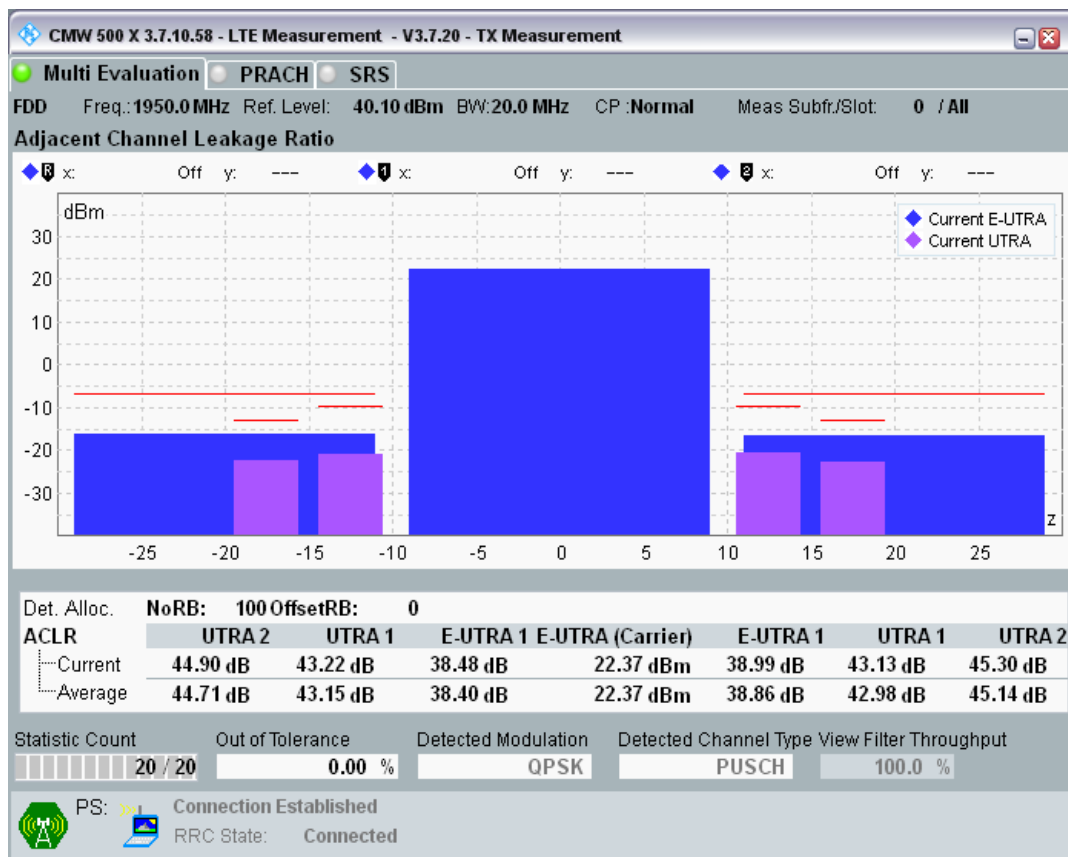 CMW 500 X 3.7.10.58 - LTE Measurement - V3.7.20 - TX Measurement
Multi Evaluation PRACH SRS
FDD Freq.:1950.0 MHz Ref. Level: 40.10 dBm BW:20.0 MHz CP :Normal Meas Subfr./Slot: 0 / All
Adjacent Channel Leakage Ratio
R x: Off y: --- 1 x: Off y: --- 2 x: Off y: ---
dBm
Current E-UTRA
Current UTRA
30
20
10
0
-10
-20
-30
z
-25 -20 -15 -10 -5 0 5 10 15 20 25
Det. Alloc. NoRB: 100 OffsetRB: 0
ACLR UTRA 2 UTRA 1 E-UTRA 1 E-UTRA (Carrier) E-UTRA 1 UTRA 1 UTRA 2
Current 44.90 dB 43.22 dB 38.48 dB 22.37 dBm 38.99 dB 43.13 dB 45.30 dB
Average 44.71 dB 43.15 dB 38.40 dB 22.37 dBm 38.86 dB 42.98 dB 45.14 dB
Statistic Count Out of Tolerance Detected Modulation Detected Channel Type View Filter Throughput
20 / 20 0.00 % QPSK PUSCH 100.0 %
PS: Connection Established
RRC State: Connected